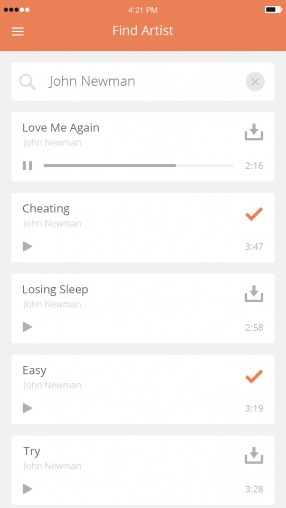 4:21 PM
Find Artist
John Newman
Love Me Again
John Newman
2:16
Cheating
John Newman
3:47
Losing Sleep
John Newman
2:58
Easy
John Newman
3:19
Try
John Newman
3:28